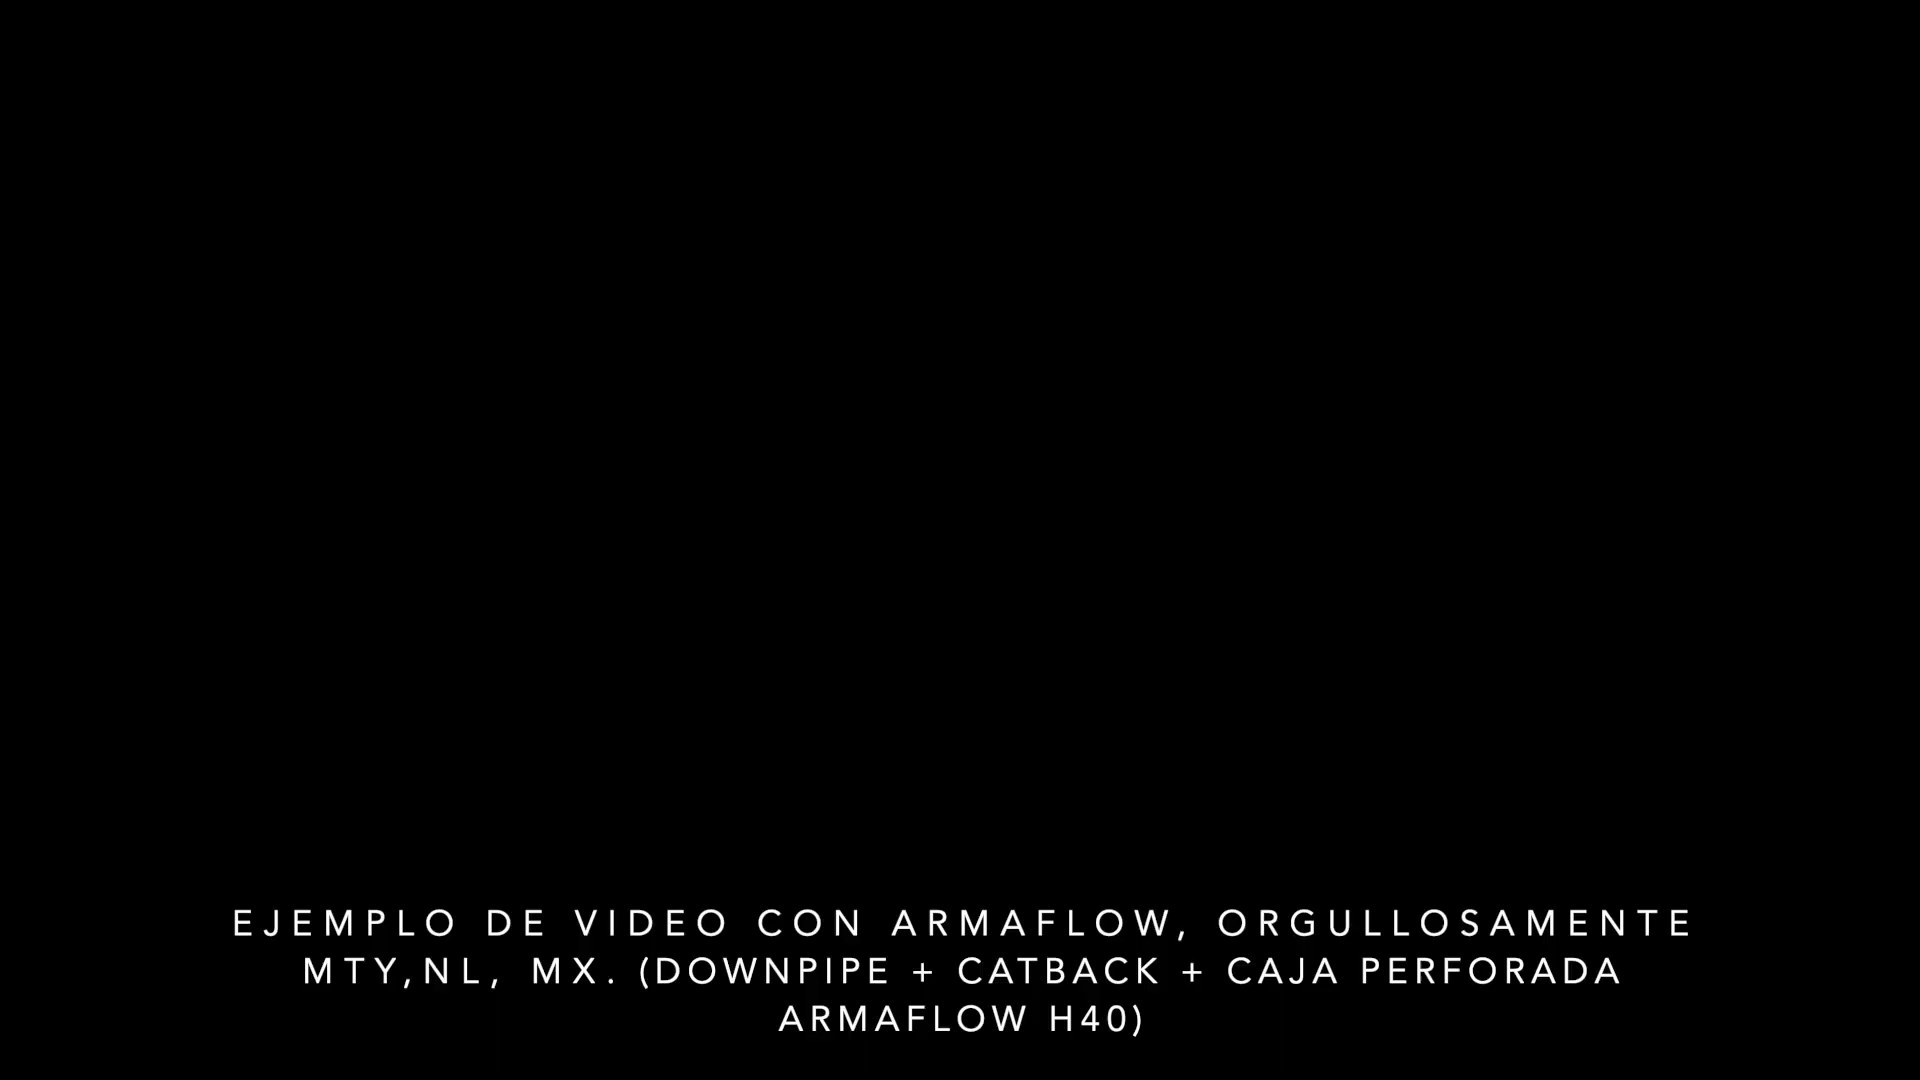 EJEMPLO DE VIDEO CON ARMAFLOW, ORGULLOSAMENTE
MTY,NL, MX. (DOWNPIPE + CATBACK + CAJA PERFORADA
ARMAFLOW H40)